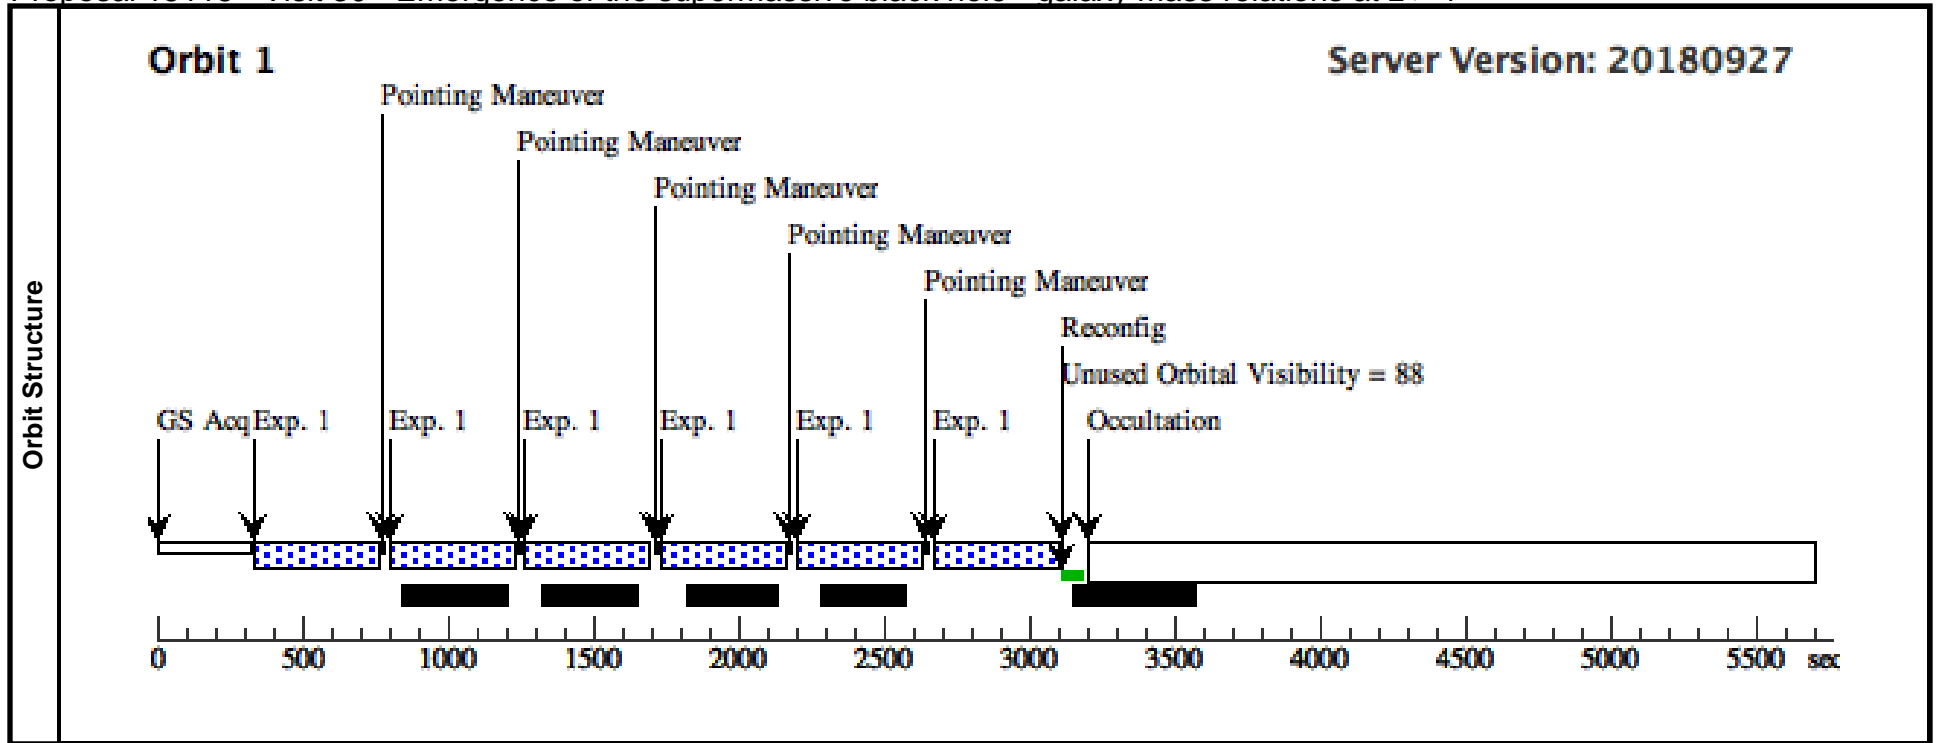 Orbit 1
Server Version: 20180927
Pointing Maneuver
Pointing Maneuver
Pointing Maneuver
Pointing Maneuver
Pointing Maneuver
Reconfig
Unused Orbital Visibility = 88
GS Acq Exp. 1 Exp. 1 Exp. 1 Exp. 1 Exp. 1 Exp. 1 Occultation
0 500 1000 1500 2000 2500 3000 3500 4000 4500 5000 5500 sec
Orbit Structure